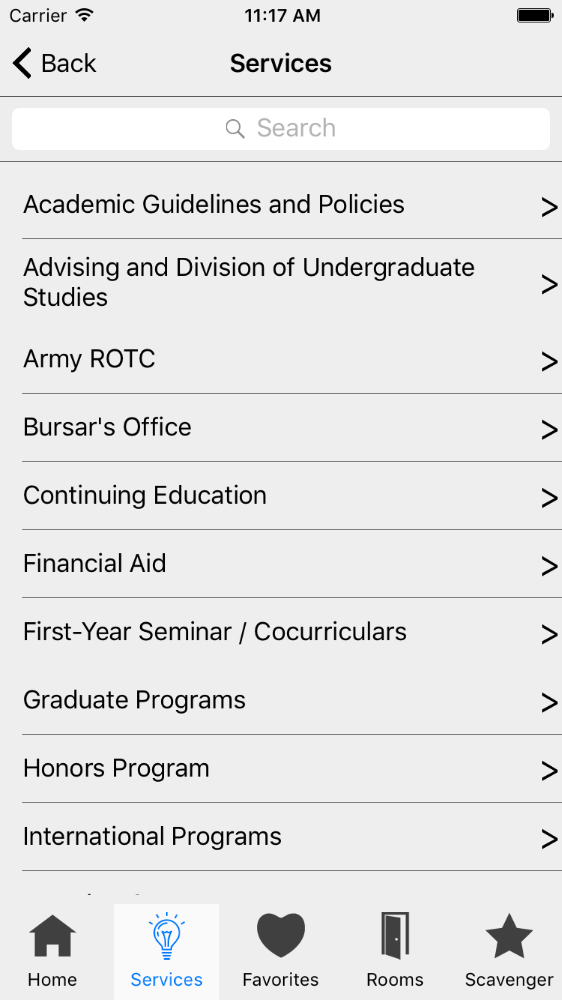 Carrier 11:17 AM
Back Services
Search
Academic Guidelines and Policies >
Advising and Division of Undergraduate
Studies >
Army ROTC >
Bursar's Office >
Continuing Education >
Financial Aid >
First-Year Seminar / Cocurriculars >
Graduate Programs >
Honors Program >
International Programs >
Home Services Favorites Rooms Scavenger